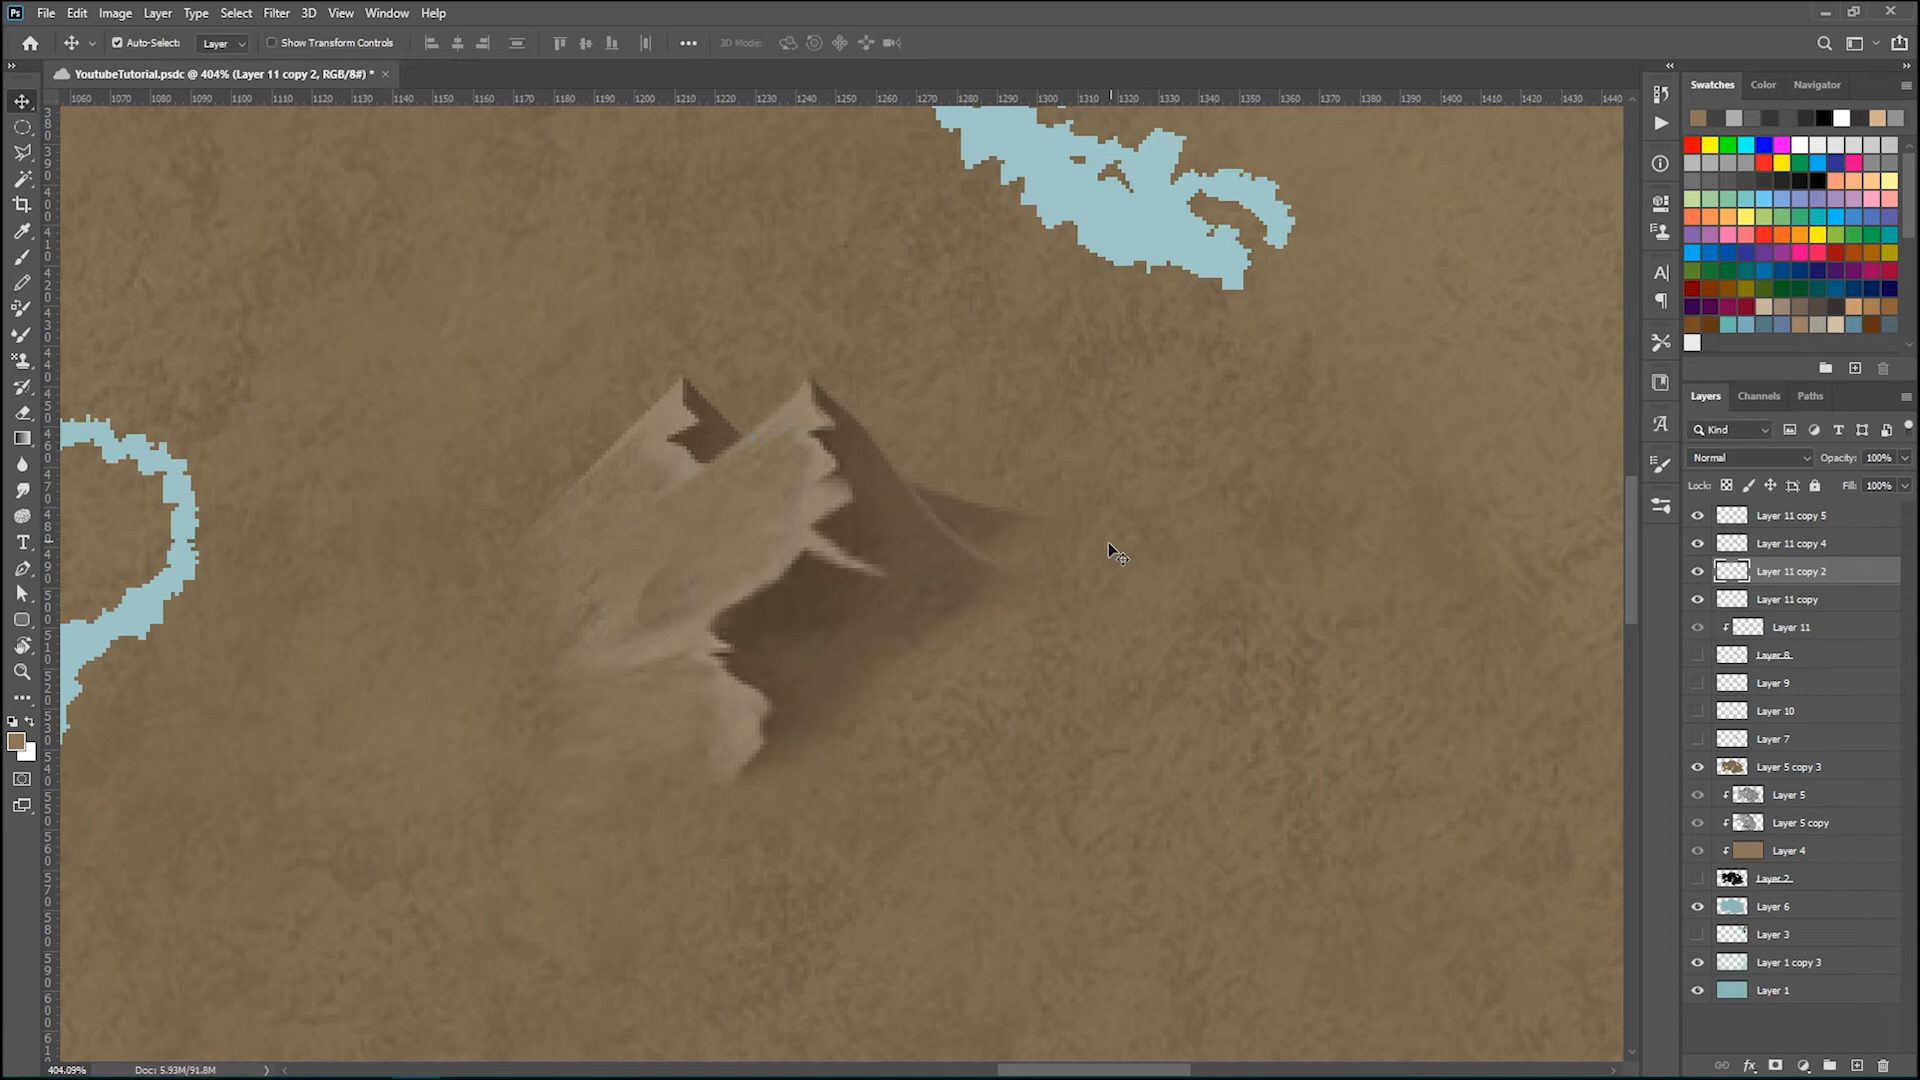 Ps File Edit Image Layer Type Select Filter 3D View Window Help
Auto-Select: Layer Show Transform Controls 3D Mode:
YoutubeTutorial.psdc @ 404% (Layer 11 copy 2, RGB/8#) *
1060 1070 1080 1090 1100 1110 1120 1130 1140 1150 1160 1170 1180 1190 1200 1210 1220 1230 1240 1250 1260 1270 1280 1290 1300 1310 1320 1330 1340 1350 1360 1370 1380 1390 1400 1410 1420 1430 1440
Swatches Color Navigator
Layers Channels Paths
Kind
Normal Opacity: 100%
Lock: Fill: 100%
Layer 11 copy 5
Layer 11 copy 4
Layer 11 copy 2
Layer 11 copy
Layer 11
Layer 8
Layer 9
Layer 10
Layer 7
Layer 5 copy 3
Layer 5
Layer 5 copy
Layer 4
Layer 2
Layer 6
Layer 3
Layer 1 copy 3
Layer 1
404.09% Doc: 5.93M/91.8M